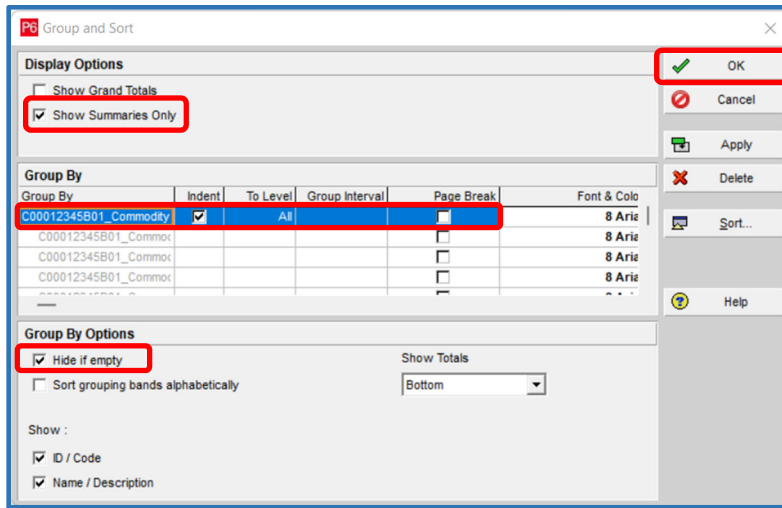 P6 Group and Sort
Display Options
Show Grand Totals
Show Summaries Only
OK
Cancel
Apply
Delete
Sort...
Help
Group By
Group By Indent To Level Group Interval Page Break Font & Colo
C00012345B01_Commodity All 8 Aria
C00012345B01_Commoc 8 Aria
C00012345B01_Commoc 8 Aria
Group By Options
Hide if empty
Show Totals
Sort grouping bands alphabetically
Bottom
Show :
ID / Code
Name / Description